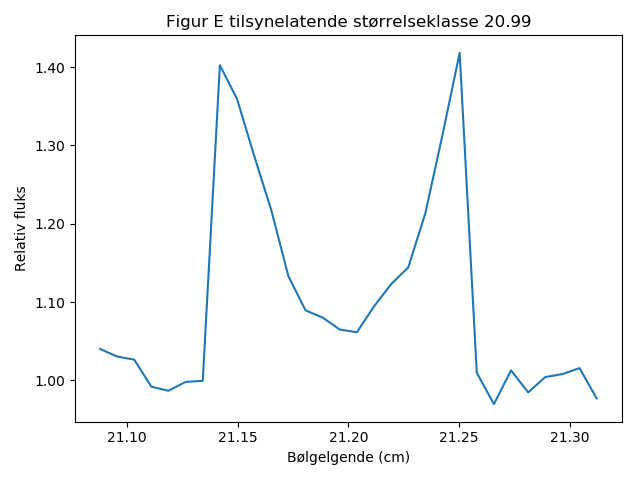 Figur E tilsynelatende størrelseklasse 20.99
1.40
1.30
1.20
1.10
1.00
Relativ fluks
21.10 21.15 21.20 21.25 21.30
Bølgelgende (cm)